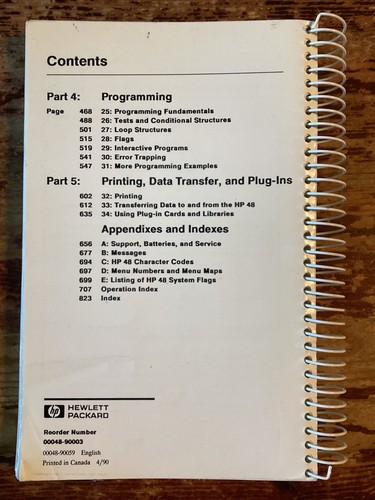 Contents
Part 4: Programming
Page 468 25: Programming Fundamentals
488 26: Tests and Conditional Structures
501 27: Loop Structures
515 28: Flags
519 29: Interactive Programs
541 30: Error Trapping
547 31: More Programming Examples
Part 5: Printing, Data Transfer, and Plug-Ins
602 32: Printing
612 33: Transferring Data to and from the HP 48
635 34: Using Plug-in Cards and Libraries
Appendixes and Indexes
656 A: Support, Batteries, and Service
677 B: Messages
694 C: HP 48 Character Codes
697 D: Menu Numbers and Menu Maps
699 E: Listing of HP 48 System Flags
707 Operation Index
823 Index
hp HEWLETT
PACKARD
Reorder Number
00048-90003
00048-90059 English
Printed in Canada 4/90